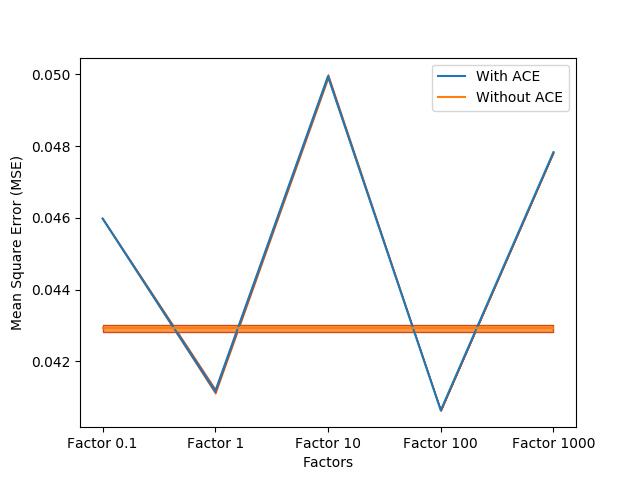 With ACE
Without ACE
0.050
0.048
0.046
0.044
0.042
Mean Square Error (MSE)
Factor 0.1 Factor 1 Factor 10 Factor 100 Factor 1000
Factors